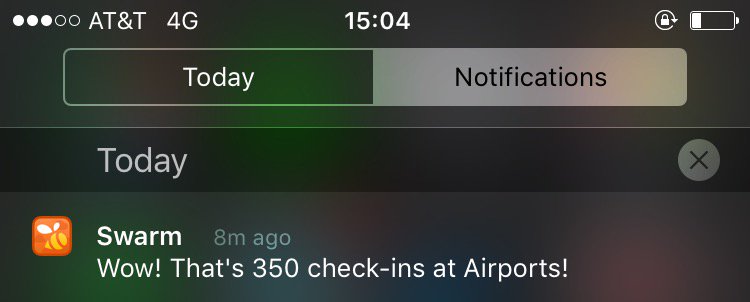 AT&T 4G 15:04
Today Notifications
Today
Swarm 8m ago
Wow! That's 350 check-ins at Airports!